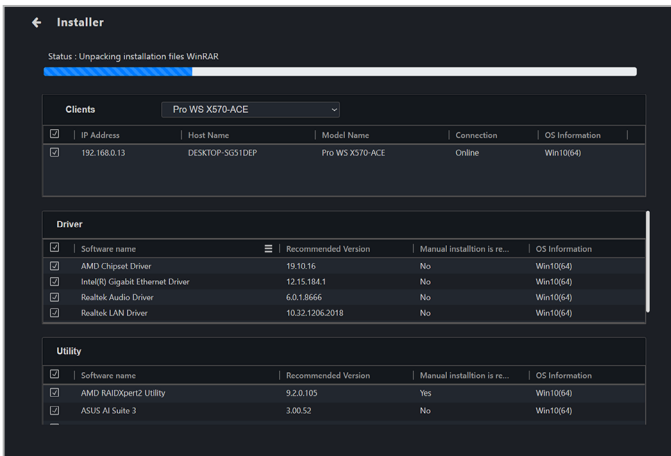 Installer
Status : Unpacking installation files WinRAR
Clients Pro WS X570-ACE
IP Address Host Name Model Name Connection OS Information
192.168.0.13 DESKTOP-SG51DEP Pro WS X570-ACE Online Win10(64)
Driver
Software name Recommended Version Manual installtion is re... OS Information
AMD Chipset Driver 19.10.16 No Win10(64)
Intel(R) Gigabit Ethernet Driver 12.15.184.1 No Win10(64)
Realtek Audio Driver 6.0.1.8666 No Win10(64)
Realtek LAN Driver 10.32.1206.2018 No Win10(64)
Utility
Software name Recommended Version Manual installtion is re... OS Information
AMD RAIDXpert2 Utility 9.2.0.105 Yes Win10(64)
ASUS AI Suite 3 3.00.52 No Win10(64)